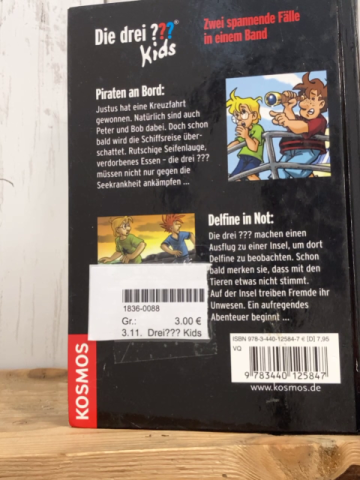 Die drei ???®
Kids
Zwei spannende Fälle
in einem Band
Piraten an Bord:
Justus hat eine Kreuzfahrt
gewonnen. Natürlich sind auch
Peter und Bob dabei. Doch schon
bald wird die Schiffsreise über-
schattet. Rutschige Seifenlauge,
verdorbenes Essen - die drei ???
müssen nicht nur gegen die
Seekrankheit ankämpfen ...
Delfine in Not:
Die drei ??? machen einen
Ausflug zu einer Insel, um dort
Delfine zu beobachten. Schon
bald merken sie, dass mit den
Tieren etwas nicht stimmt.
Auf der Insel treiben Fremde ihr
Unwesen. Ein aufregendes
Abenteuer beginnt ...
1836-0088
Gr.: 3.00 €
3.11. Drei??? Kids
ISBN 978-3-440-12584-7 € [D] 7,95
VQ
9 783440 125847
www.kosmos.de
KOSMOS